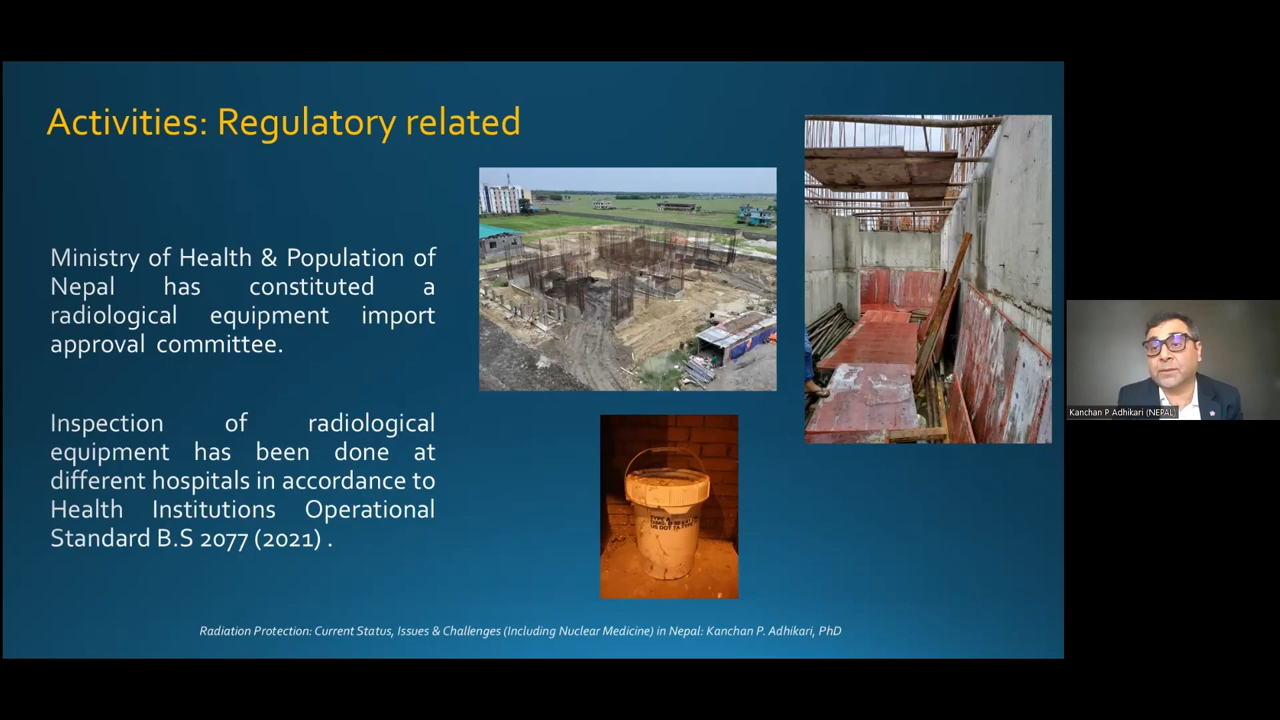 Activities: Regulatory related
Ministry of Health & Population of
Nepal has constituted a
radiological equipment import
approval committee.
Inspection of radiological
equipment has been done at
different hospitals in accordance to
Health Institutions Operational
Standard B.S 2077 (2021) .
TYPE A
Radiation Protection: Current Status, Issues & Challenges (Including Nuclear Medicine) in Nepal: Kanchan P. Adhikari, PhD
Kanchan P Adhikari (NEPAL)